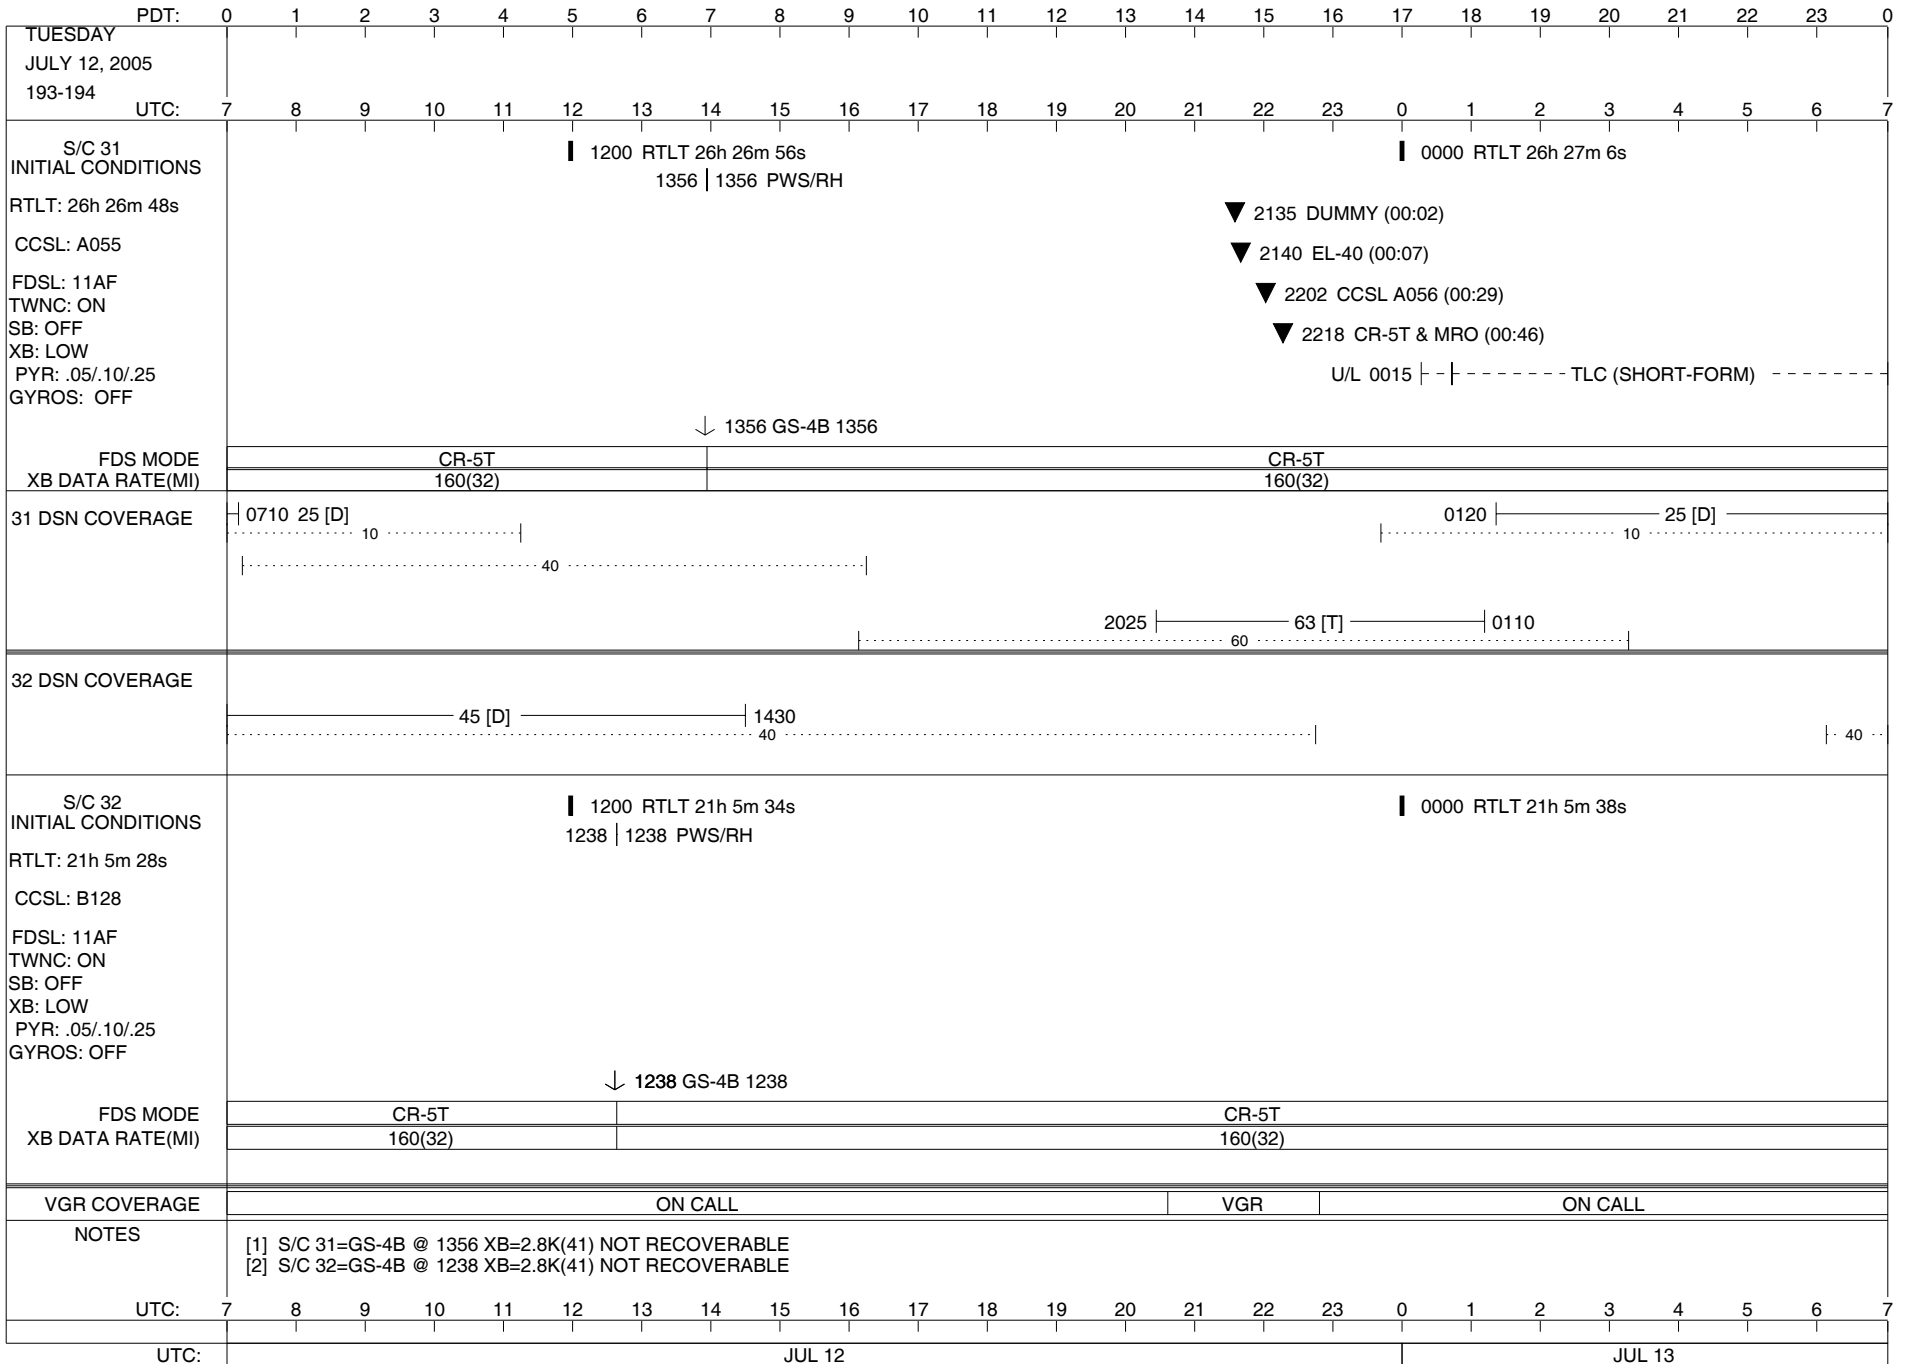 PDT: 0 1 2 3 4 5 6 7 8 9 10 11 12 13 14 15 16 17 18 19 20 21 22 23 0
TUESDAY
JULY 12, 2005
193-194
UTC: 7 8 9 10 11 12 13 14 15 16 17 18 19 20 21 22 23 0 1 2 3 4 5 6 7
S/C 31
INITIAL CONDITIONS
1200 RTLT 26h 26m 56s
0000 RTLT 26h 27m 6s
1356 1356 PWS/RH
RTLT: 26h 26m 48s
2135 DUMMY (00:02)
CCSL: A055
2140 EL-40 (00:07)
FDSL: 11AF
2202 CCSL A056 (00:29)
TWNC: ON
SB: OFF
2218 CR-5T & MRO (00:46)
XB: LOW
PYR: .05/.10/.25
U/L 0015 TLC (SHORT-FORM)
GYROS: OFF
1356 GS-4B 1356
FDS MODE CR-5T CR-5T
XB DATA RATE(MI) 160(32) 160(32)
31 DSN COVERAGE
0710 25 [D]
0120 25 [D]
10 10
40
2025 63 [T] 0110
60
32 DSN COVERAGE
45 [D] 1430
40 40
S/C 32
INITIAL CONDITIONS
1200 RTLT 21h 5m 34s
0000 RTLT 21h 5m 38s
1238 1238 PWS/RH
RTLT: 21h 5m 28s
CCSL: B128
FDSL: 11AF
TWNC: ON
SB: OFF
XB: LOW
PYR: .05/.10/.25
GYROS: OFF
1238 GS-4B 1238
FDS MODE CR-5T CR-5T
XB DATA RATE(MI) 160(32) 160(32)
VGR COVERAGE ON CALL VGR ON CALL
NOTES
[1] S/C 31=GS-4B @ 1356 XB=2.8K(41) NOT RECOVERABLE
[2] S/C 32=GS-4B @ 1238 XB=2.8K(41) NOT RECOVERABLE
UTC: 7 8 9 10 11 12 13 14 15 16 17 18 19 20 21 22 23 0 1 2 3 4 5 6 7
UTC: JUL 12 JUL 13